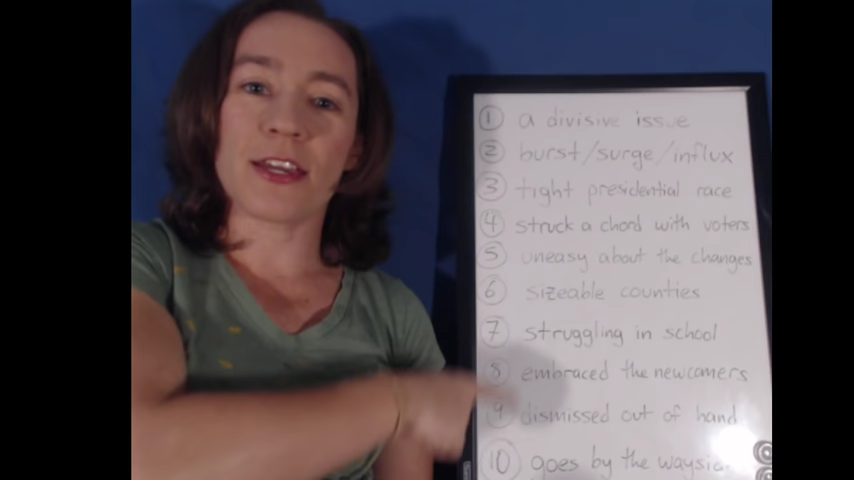 1 a divisive issue
2 burst/surge/influx
3 tight presidential race
4 struck a chord with voters
5 uneasy about the changes
6 sizeable counties
7 struggling in school
8 embraced the newcomers
9 dismissed out of hand
10 goes by the